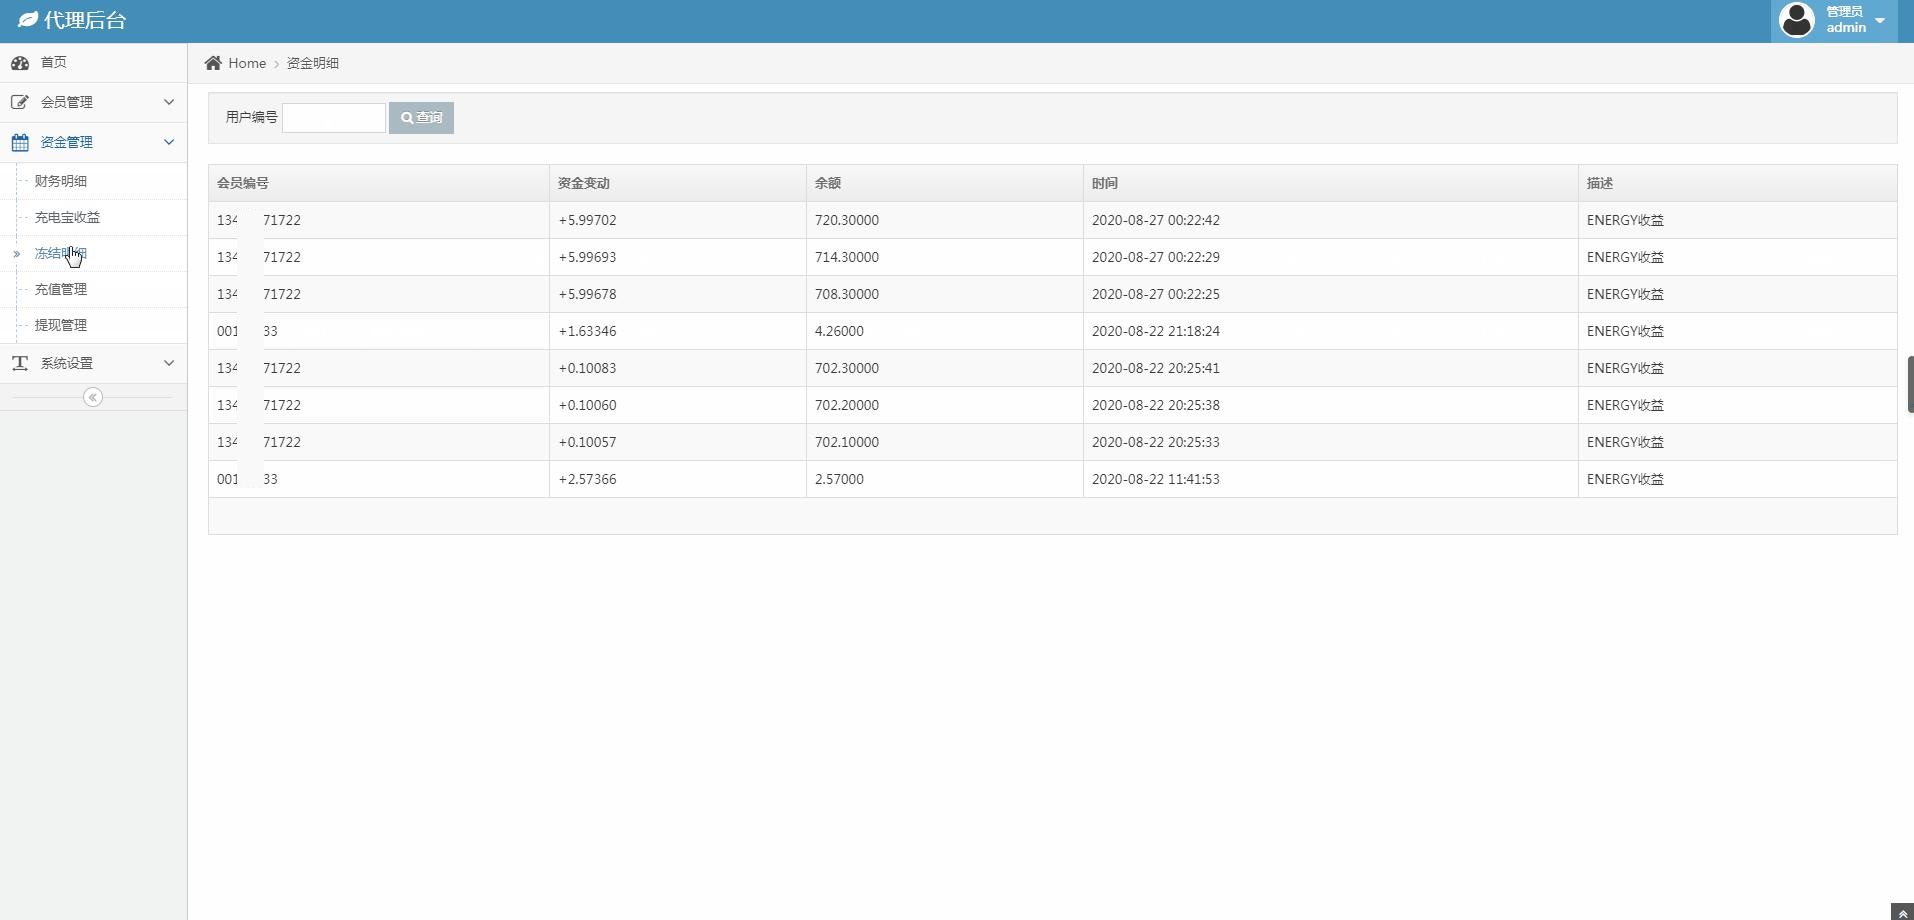 代理后台
管理员
admin
首页
会员管理
资金管理
财务明细
充电宝收益
冻结明细
充值管理
提现管理
系统设置
Home > 资金明细
用户编号 查询
会员编号 资金变动 余额 时间 描述
134 71722 +5.99702 720.30000 2020-08-27 00:22:42 ENERGY收益
134 71722 +5.99693 714.30000 2020-08-27 00:22:29 ENERGY收益
134 71722 +5.99678 708.30000 2020-08-27 00:22:25 ENERGY收益
001 33 +1.63346 4.26000 2020-08-22 21:18:24 ENERGY收益
134 71722 +0.10083 702.30000 2020-08-22 20:25:41 ENERGY收益
134 71722 +0.10060 702.20000 2020-08-22 20:25:38 ENERGY收益
134 71722 +0.10057 702.10000 2020-08-22 20:25:33 ENERGY收益
001 33 +2.57366 2.57000 2020-08-22 11:41:53 ENERGY收益